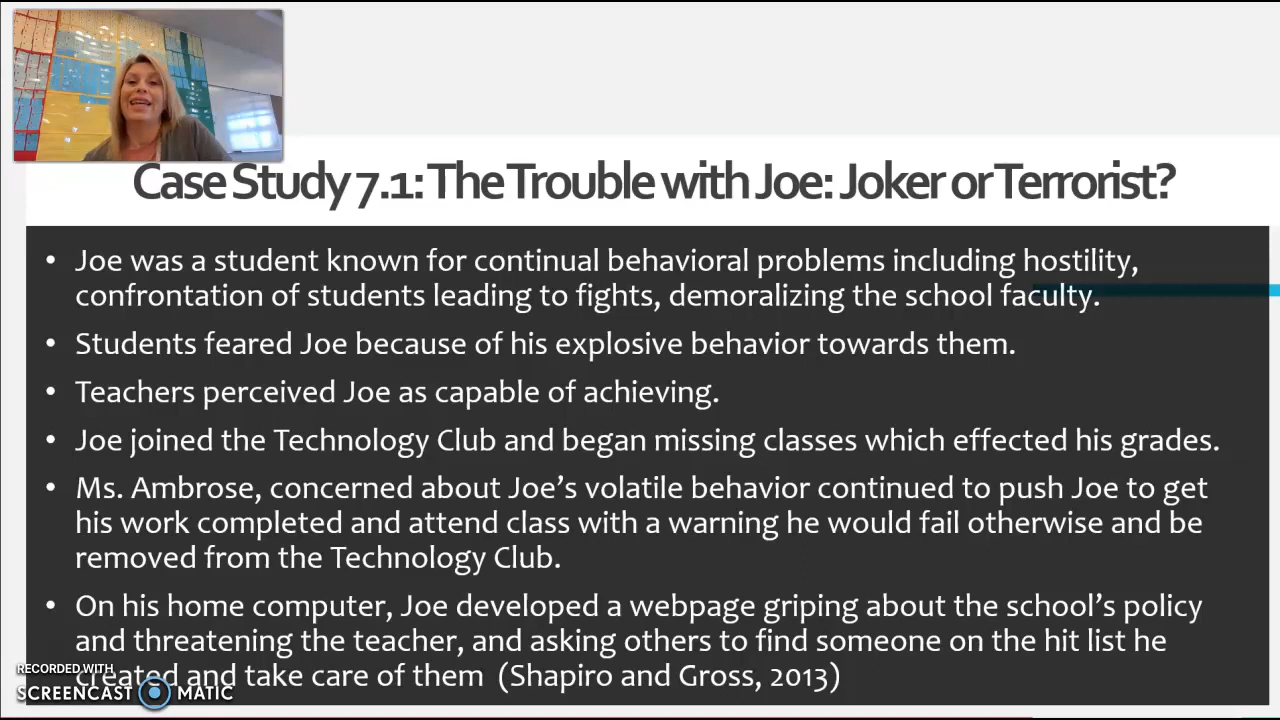 Case Study 7.1: The Trouble with Joe: Joker or Terrorist?
• Joe was a student known for continual behavioral problems including hostility,
confrontation of students leading to fights, demoralizing the school faculty.
• Students feared Joe because of his explosive behavior towards them.
• Teachers perceived Joe as capable of achieving.
• Joe joined the Technology Club and began missing classes which effected his grades.
• Ms. Ambrose, concerned about Joe's volatile behavior continued to push Joe to get
his work completed and attend class with a warning he would fail otherwise and be
removed from the Technology Club.
• On his home computer, Joe developed a webpage griping about the school's policy
and threatening the teacher, and asking others to find someone on the hit list he
created and take care of them (Shapiro and Gross, 2013)
RECORDED WITH
SCREENCAST MATIC